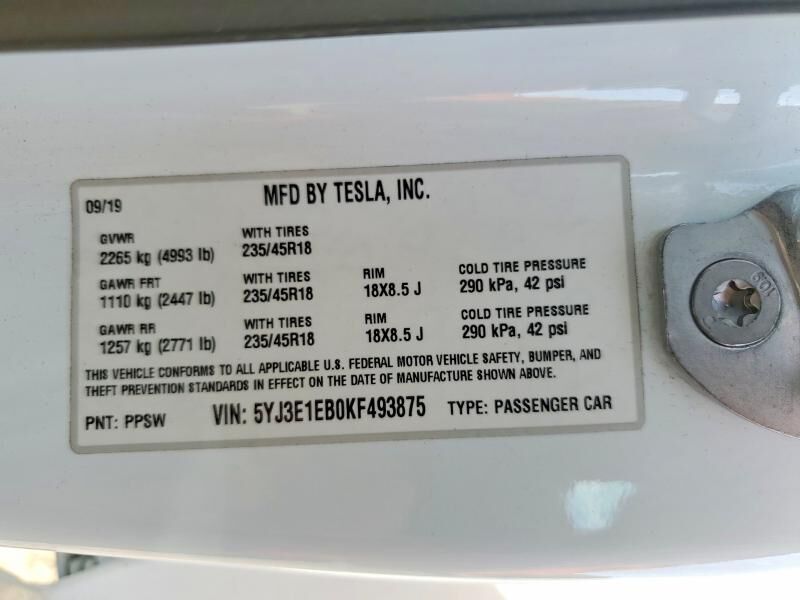 09/19 MFD BY TESLA, INC.
GVWR WITH TIRES
2265 kg (4993 lb) 235/45R18
GAWR FRT WITH TIRES RIM COLD TIRE PRESSURE
1110 kg (2447 lb) 235/45R18 18X8.5 J 290 kPa, 42 psi
GAWR RR WITH TIRES RIM COLD TIRE PRESSURE
1257 kg (2771 lb) 235/45R18 18X8.5 J 290 kPa, 42 psi
THIS VEHICLE CONFORMS TO ALL APPLICABLE U.S. FEDERAL MOTOR VEHICLE SAFETY, BUMPER, AND
THEFT PREVENTION STANDARDS IN EFFECT ON THE DATE OF MANUFACTURE SHOWN ABOVE.
PNT: PPSW VIN: 5YJ3E1EB0KF493875 TYPE: PASSENGER CAR
10.9